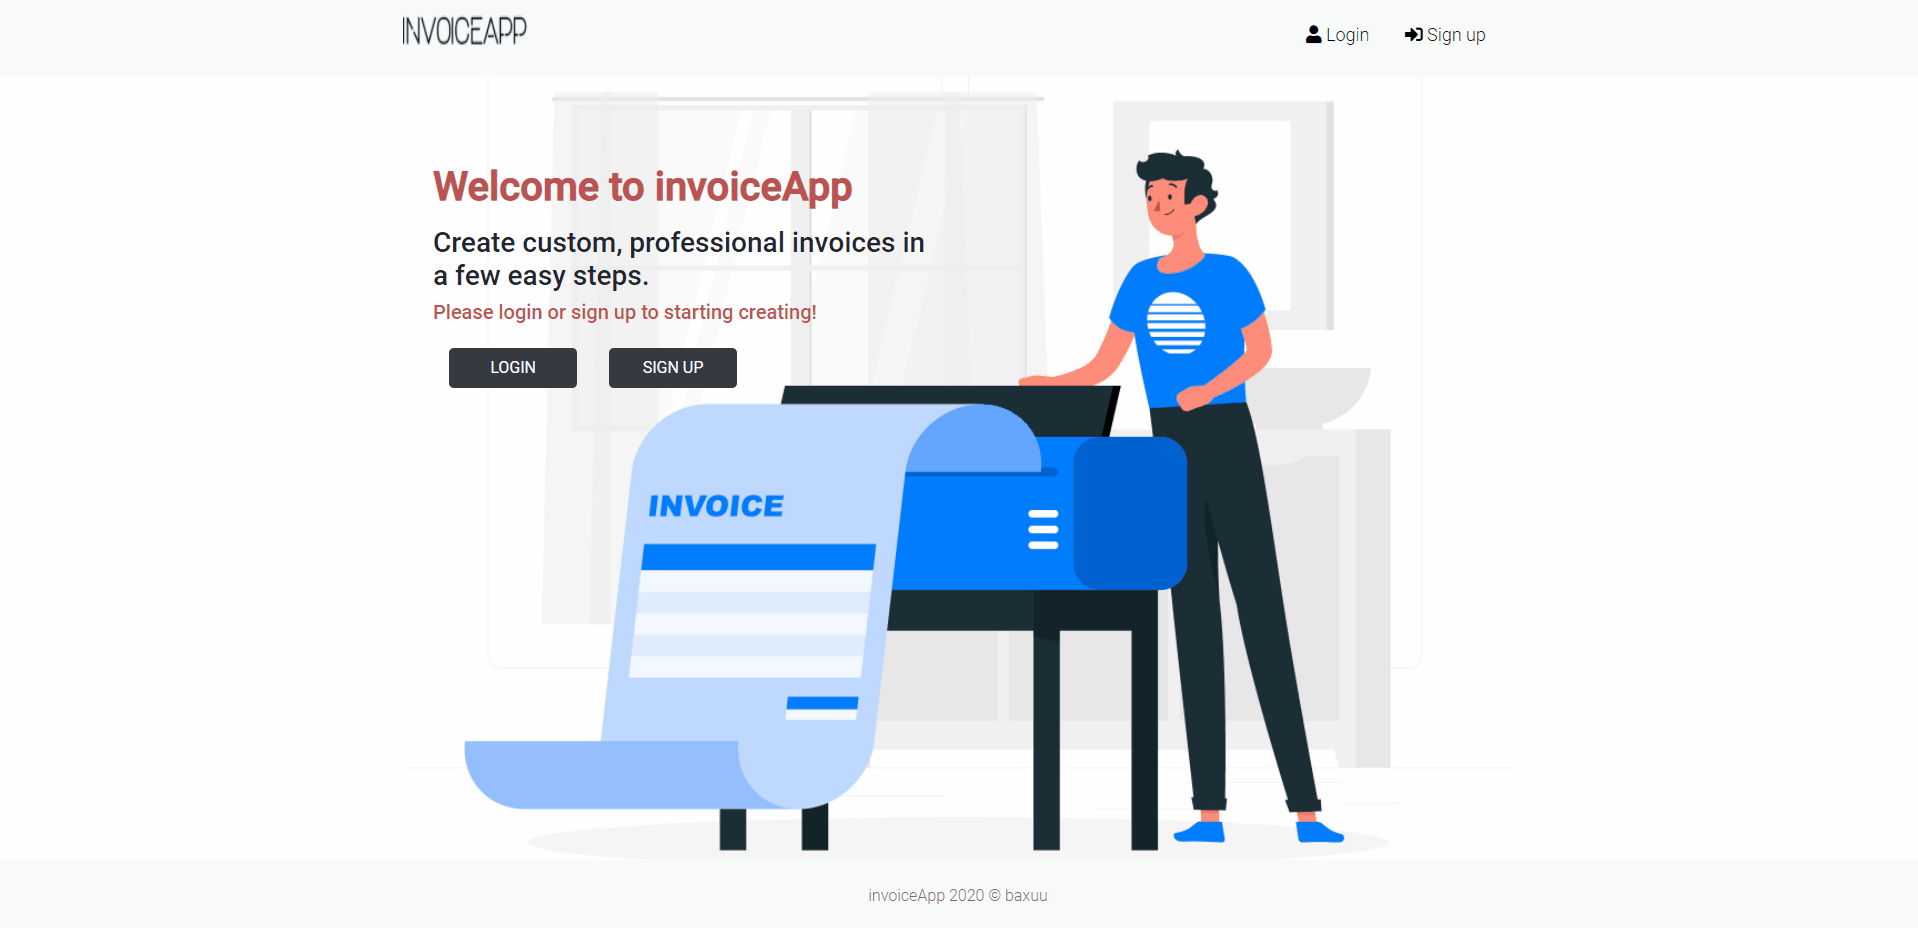 INVOICEAPP
Login
Sign up
Welcome to invoiceApp
Create custom, professional invoices in
a few easy steps.
Please login or sign up to starting creating!
LOGIN
SIGN UP
INVOICE
invoiceApp 2020 © baxuu